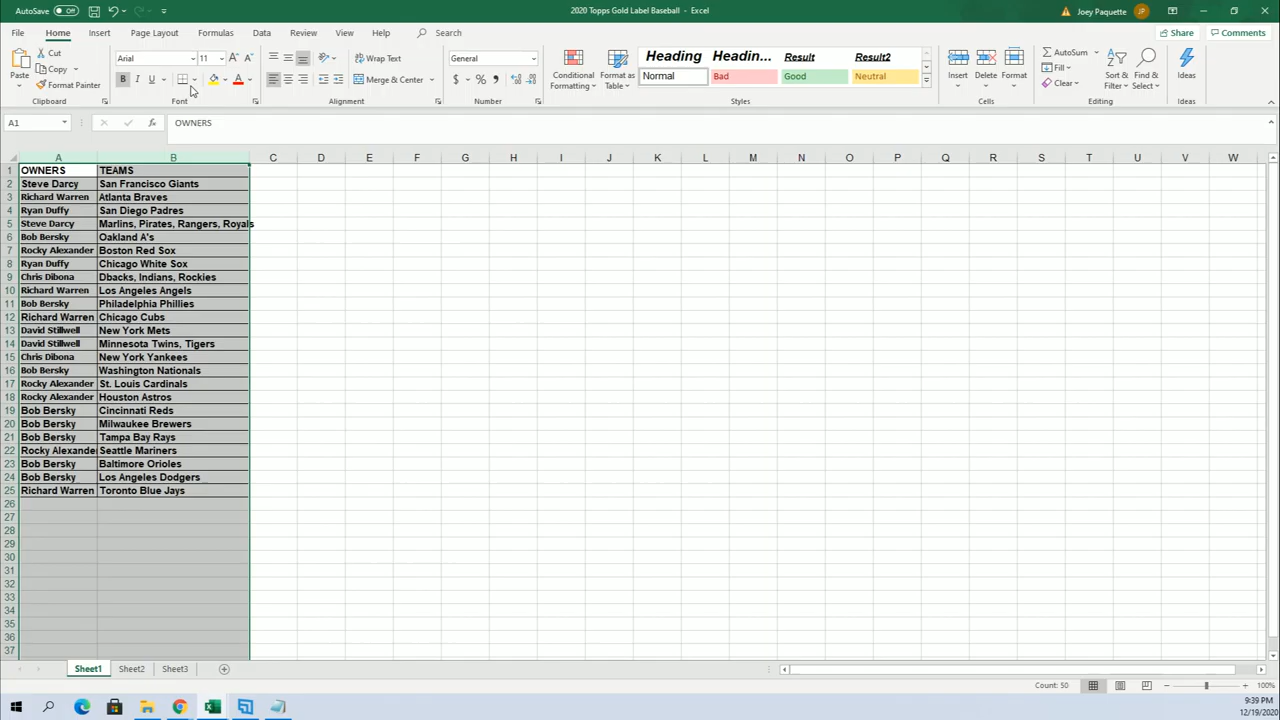 AutoSave Off 2020 Topps Gold Label Baseball - Excel Joey Paquette JP
File Home Insert Page Layout Formulas Data Review View Help Search Share Comments
Paste Cut Copy Format Painter Clipboard
Arial 11 B I U A Font
Wrap Text Merge & Center Alignment
General $ % Number
Conditional Formatting Format as Table
Heading Headin... Result Result2
Normal Bad Good Neutral
Styles
Insert Delete Format Cells
AutoSum Fill Clear Sort & Filter Find & Select Editing
Ideas Ideas
A1 fx OWNERS
A B C D E F G H I J K L M N O P Q R S T U V W
1 OWNERS TEAMS
2 Steve Darcy San Francisco Giants
3 Richard Warren Atlanta Braves
4 Ryan Duffy San Diego Padres
5 Steve Darcy Marlins, Pirates, Rangers, Royals
6 Bob Bersky Oakland A's
7 Rocky Alexander Boston Red Sox
8 Ryan Duffy Chicago White Sox
9 Chris Dibona Dbacks, Indians, Rockies
10 Richard Warren Los Angeles Angels
11 Bob Bersky Philadelphia Phillies
12 Richard Warren Chicago Cubs
13 David Stillwell New York Mets
14 David Stillwell Minnesota Twins, Tigers
15 Chris Dibona New York Yankees
16 Bob Bersky Washington Nationals
17 Rocky Alexander St. Louis Cardinals
18 Rocky Alexander Houston Astros
19 Bob Bersky Cincinnati Reds
20 Bob Bersky Milwaukee Brewers
21 Bob Bersky Tampa Bay Rays
22 Rocky Alexander Seattle Mariners
23 Bob Bersky Baltimore Orioles
24 Bob Bersky Los Angeles Dodgers
25 Richard Warren Toronto Blue Jays
26
27
28
29
30
31
32
33
34
35
36
37
Sheet1 Sheet2 Sheet3
Count: 50 100%
9:39 PM
12/19/2020